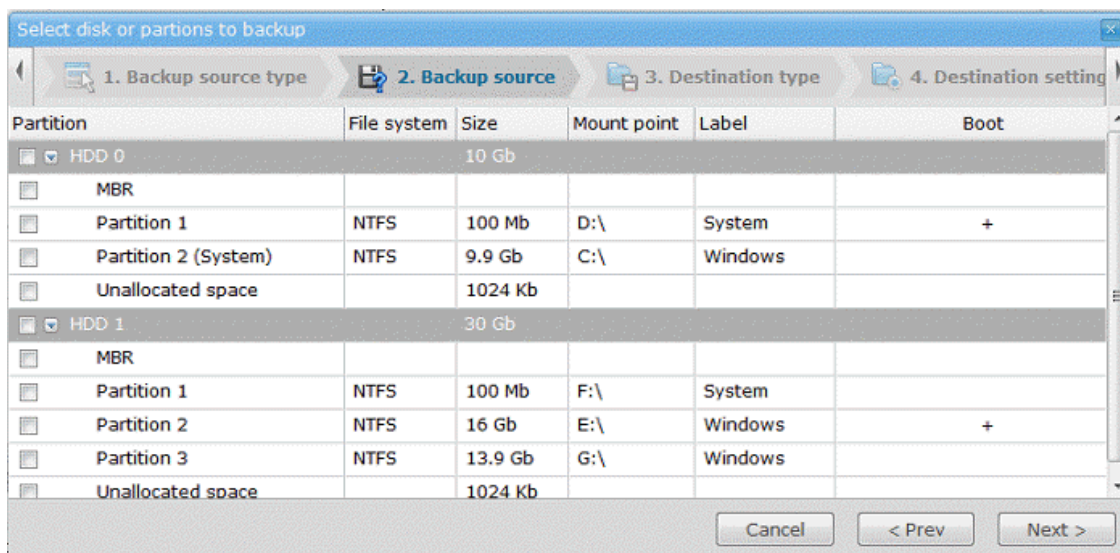 Select disk or partions to backup
1. Backup source type 2. Backup source 3. Destination type 4. Destination setting
Partition File system Size Mount point Label Boot
HDD 0 10 Gb
MBR
Partition 1 NTFS 100 Mb D:\ System +
Partition 2 (System) NTFS 9.9 Gb C:\ Windows
Unallocated space 1024 Kb
HDD 1 30 Gb
MBR
Partition 1 NTFS 100 Mb F:\ System
Partition 2 NTFS 16 Gb E:\ Windows +
Partition 3 NTFS 13.9 Gb G:\ Windows
Unallocated space 1024 Kb
Cancel < Prev Next >